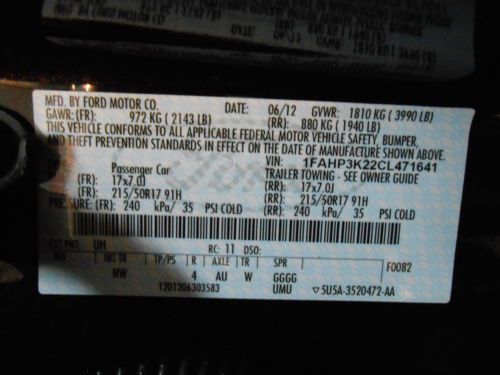 MFD. BY FORD MOTOR CO. DATE: 06/12 GVWR: 1810 KG ( 3990 LB)
GAWR: (FR): 972 KG ( 2143 LB) (RR): 880 KG ( 1940 LB)
THIS VEHICLE CONFORMS TO ALL APPLICABLE FEDERAL MOTOR VEHICLE SAFETY, BUMPER,
AND THEFT PREVENTION STANDARDS IN EFFECT ON THE DATE OF MANUFACTURE SHOWN ABOVE.
VIN: 1FAHP3K22CL471641
TYPE: Passenger Car TRAILER TOWING - SEE OWNER GUIDE
(FR): 17x7.0J (RR): 17x7.0J
(FR): 215/50R17 91H (RR): 215/50R17 91H
PRESSURE: (FR): 240 kPa/ 35 PSI COLD (RR): 240 kPa/ 35 PSI COLD
EXT PNT: UH RC: 11 DSO: F0082
WB INT TR TP/PS R AXLE TR SPR
NW 4 AU W GGGG
1201206303583 UMU 5U5A-3520472-AA